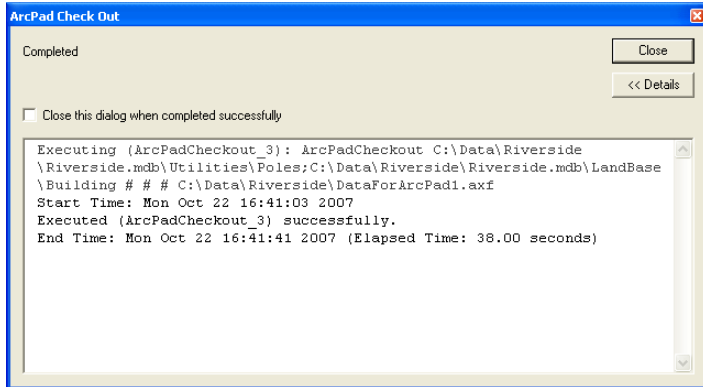 ArcPad Check Out
Completed
Close
<< Details
Close this dialog when completed successfully
Executing (ArcPadCheckout_3): ArcPadCheckout C:\Data\Riverside
\Riverside.mdb\Utilities\Poles;C:\Data\Riverside\Riverside.mdb\LandBase
\Building # # # C:\Data\Riverside\DataForArcPad1.axf
Start Time: Mon Oct 22 16:41:03 2007
Executed (ArcPadCheckout_3) successfully.
End Time: Mon Oct 22 16:41:41 2007 (Elapsed Time: 38.00 seconds)